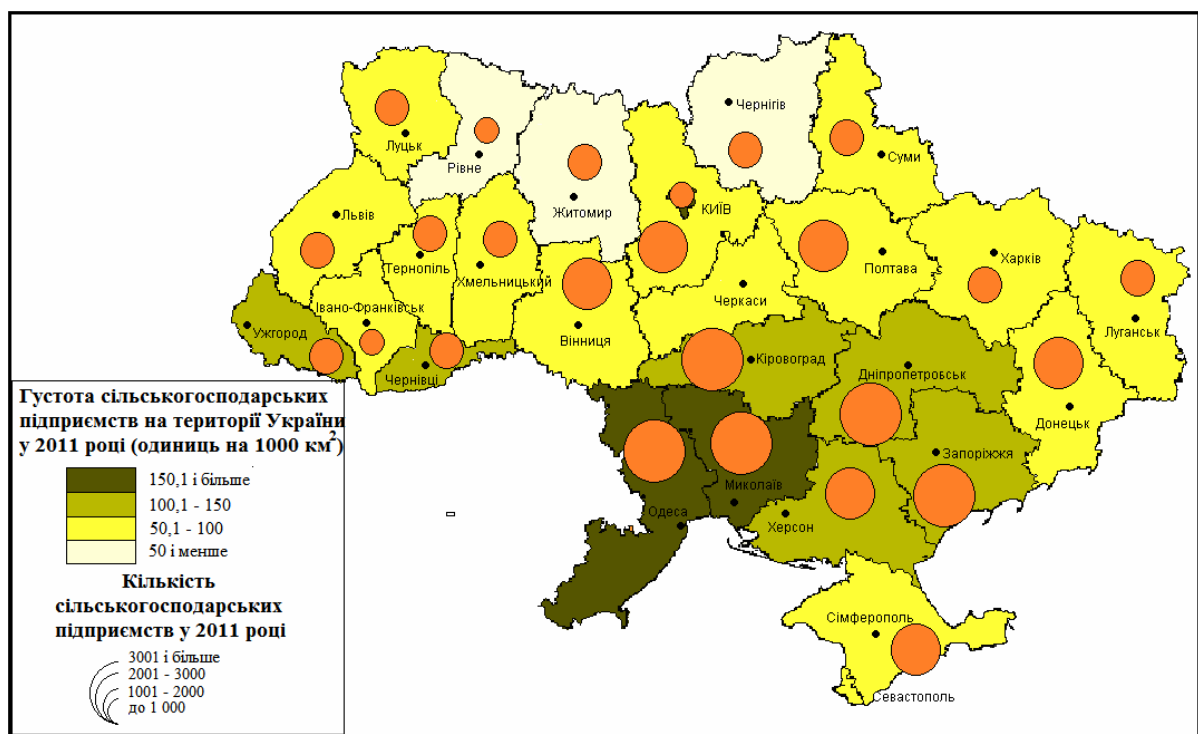 Чернігів
Луцьк
Суми
Рівне
Житомир
КИЇВ
Львів
Тернопіль
Хмельницький
Полтава
Харків
Черкаси
Івано-Франківськ
Ужгород
Луганськ
Вінниця
Кіровоград
Чернівці
Дніпропетровськ
Донецьк
Запоріжжя
Миколаїв
Одеса
Херсон
Сімферополь
Севастополь
Густота сільськогосподарських
підприємств на території України
у 2011 році (одиниць на 1000 км²)
150,1 і більше
100,1 - 150
50,1 - 100
50 і менше
Кількість
сільськогосподарських
підприємств у 2011 році
3001 і більше
2001 - 3000
1001 - 2000
до 1 000